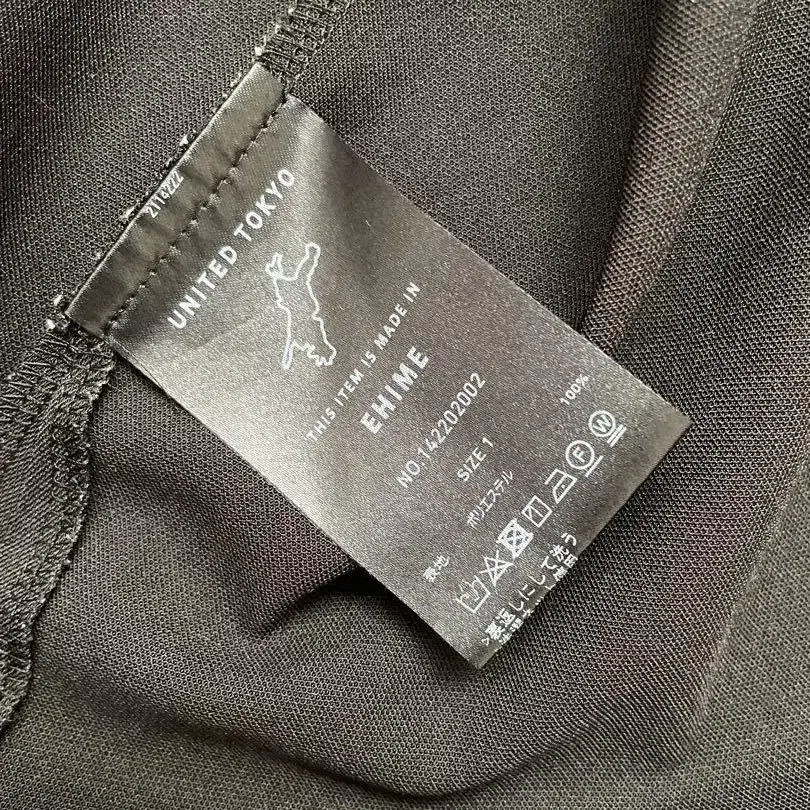 UNITED TOKYO
THIS ITEM IS MADE IN
EHIME
NO.142202002
SIZE 1
表地 ポリエステル 100%
F W
裏返しにして洗う